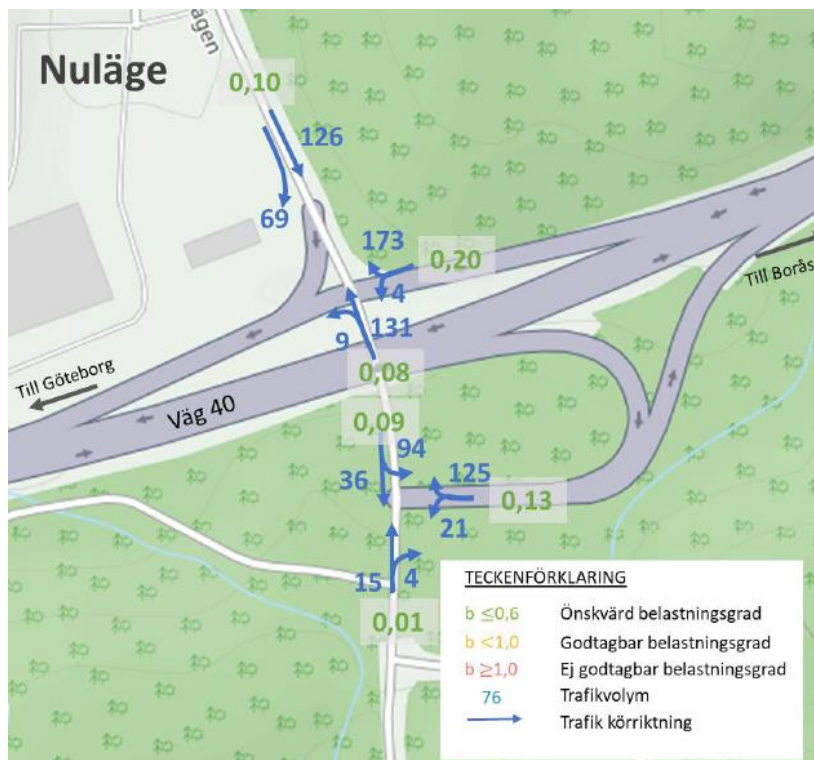 ägen
Nuläge
0,10
126
69
173
0,20
4
Till Borås
131
9
Till Göteborg
0,08
Väg 40
0,09
94
36
125
0,13
21
15
4
0,01
TECKENFÖRKLARING
b ≤0,6 Önskvärd belastningsgrad
b <1,0 Godtagbar belastningsgrad
b ≥1,0 Ej godtagbar belastningsgrad
76 Trafikvolym
Trafik körriktning